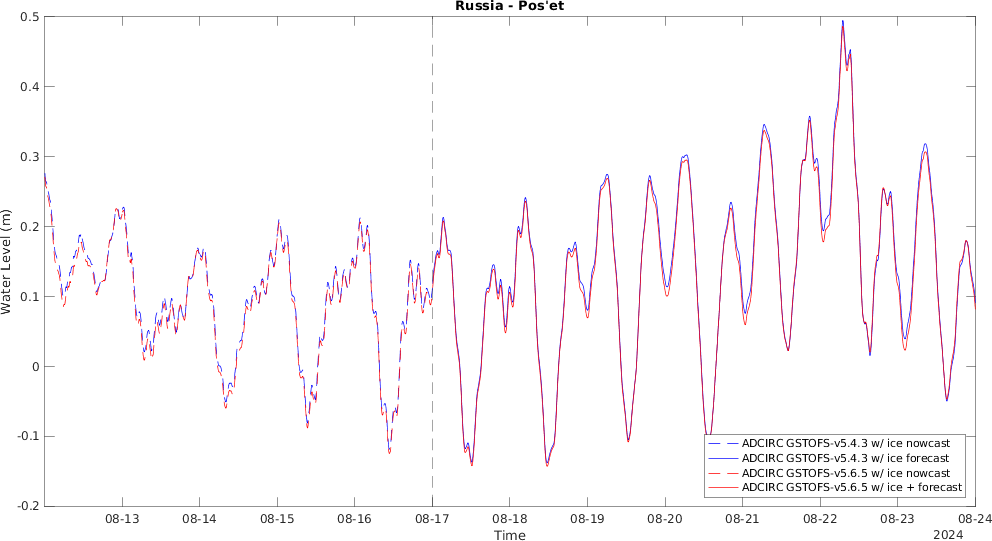 Russia - Pos'et
0.5
0.4
0.3
0.2
0.1
0
-0.1
-0.2
Water Level (m)
ADCIRC GSTOFS-v5.4.3 w/ ice nowcast
ADCIRC GSTOFS-v5.4.3 w/ ice forecast
ADCIRC GSTOFS-v5.6.5 w/ ice nowcast
ADCIRC GSTOFS-v5.6.5 w/ ice + forecast
08-13 08-14 08-15 08-16 08-17 08-18 08-19 08-20 08-21 08-22 08-23 08-24
Time
2024